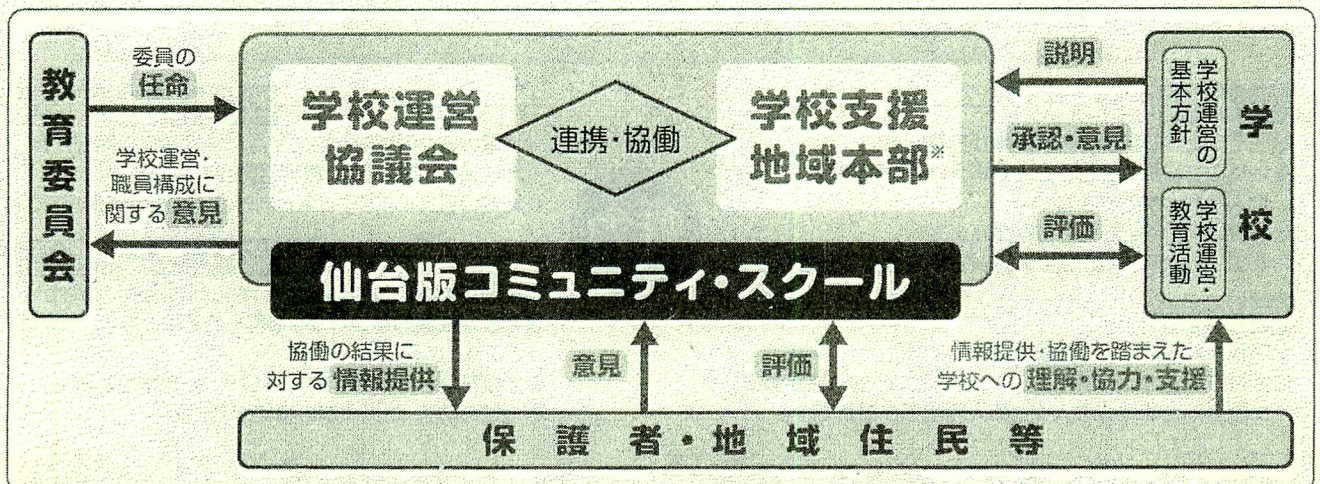 教育委員会
委員の
任命
学校運営・
職員構成に
関する意見
学校運営
協議会
連携・協働
学校支援
地域本部※
仙台版コミュニティ・スクール
説明
承認・意見
評価
学校
学校運営の
基本方針
学校運営・
教育活動
協働の結果に
対する情報提供
意見
評価
情報提供・協働を踏まえた
学校への理解・協力・支援
保護者・地域住民等